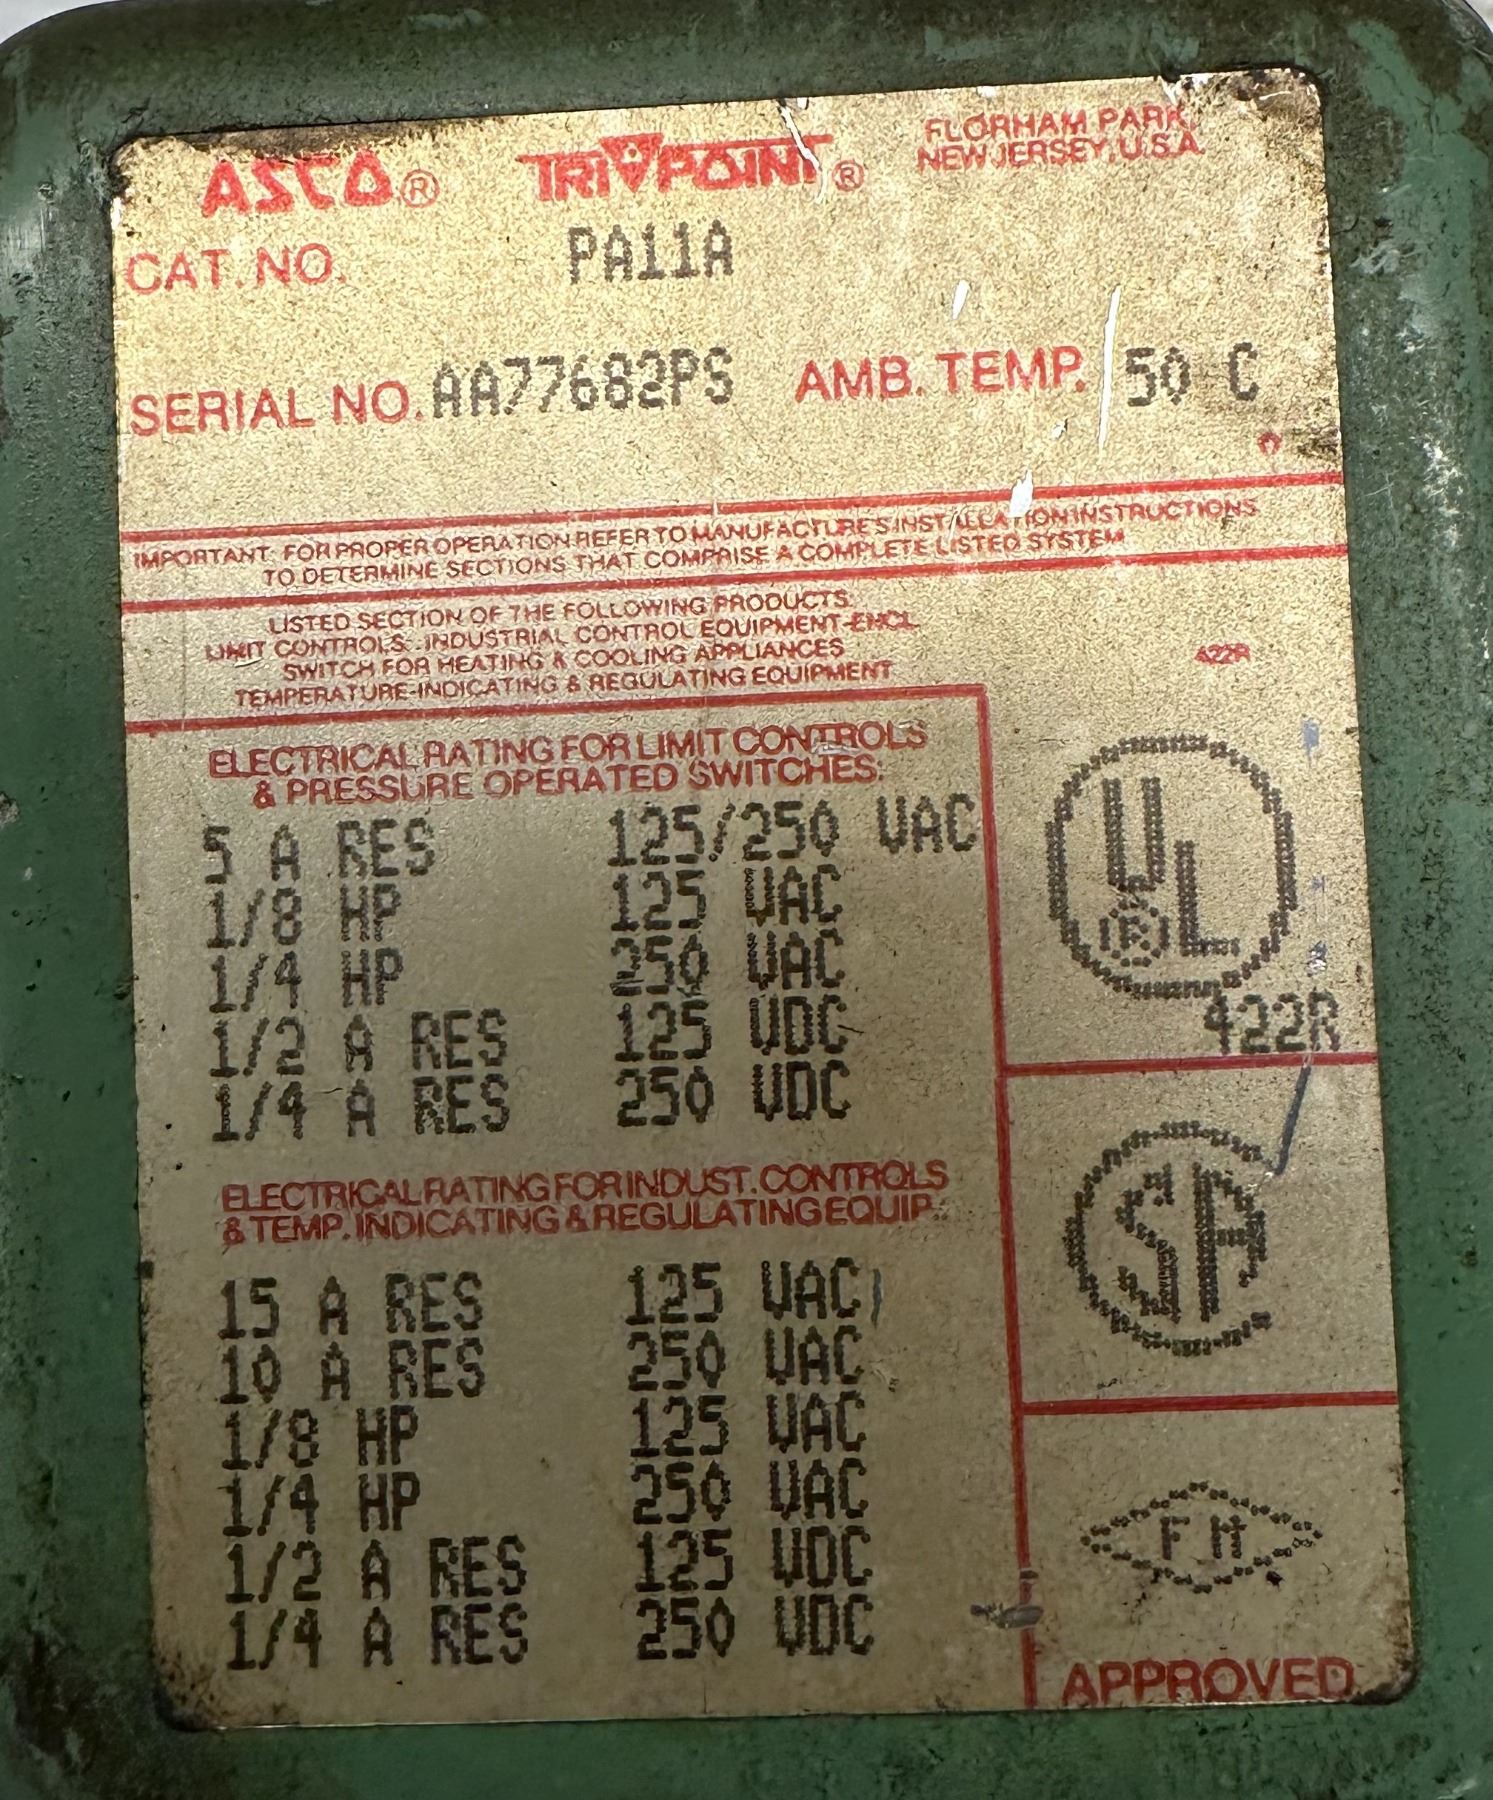 ASCO® TRI POINT® FLORHAM PARK,
NEW JERSEY, U.S.A.
CAT. NO. PA11A
SERIAL NO. AA77682PS AMB. TEMP. 50 C
IMPORTANT: FOR PROPER OPERATION REFER TO MANUFACTURE'S INSTALLATION INSTRUCTIONS
TO DETERMINE SECTIONS THAT COMPRISE A COMPLETE LISTED SYSTEM
LISTED SECTION OF THE FOLLOWING PRODUCTS:
LIMIT CONTROLS-INDUSTRIAL CONTROL EQUIPMENT-ENCL
SWITCH FOR HEATING & COOLING APPLIANCES
422R
TEMPERATURE-INDICATING & REGULATING EQUIPMENT
ELECTRICAL RATING FOR LIMIT CONTROLS
& PRESSURE OPERATED SWITCHES:
5 A RES 125/250 VAC
1/8 HP 125 VAC
1/4 HP 250 VAC
1/2 A RES 125 VDC
1/4 A RES 250 VDC
UL
®
422R
ELECTRICAL RATING FOR INDUST. CONTROLS
& TEMP. INDICATING & REGULATING EQUIP.
15 A RES 125 VAC
10 A RES 250 VAC
1/8 HP 125 VAC
1/4 HP 250 VAC
1/2 A RES 125 VDC
1/4 A RES 250 VDC
SA
FM
APPROVED